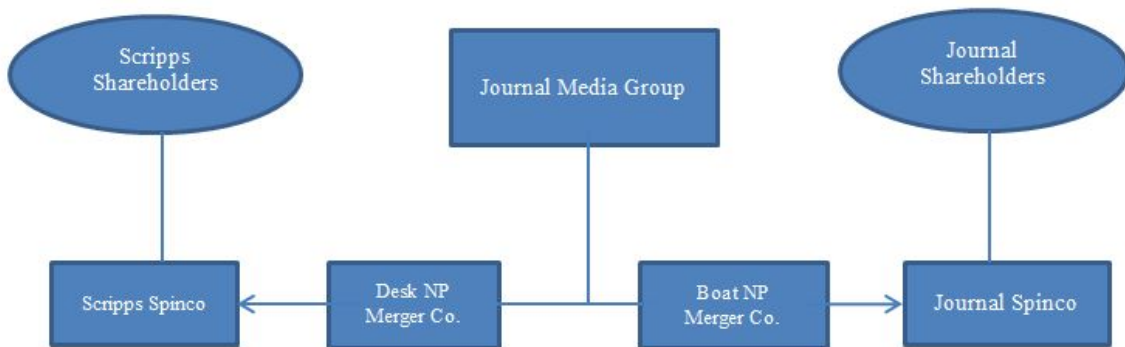 Scripps
Shareholders
Journal Media Group
Journal
Shareholders
Scripps Spinco
Desk NP
Merger Co.
Boat NP
Merger Co.
Journal Spinco